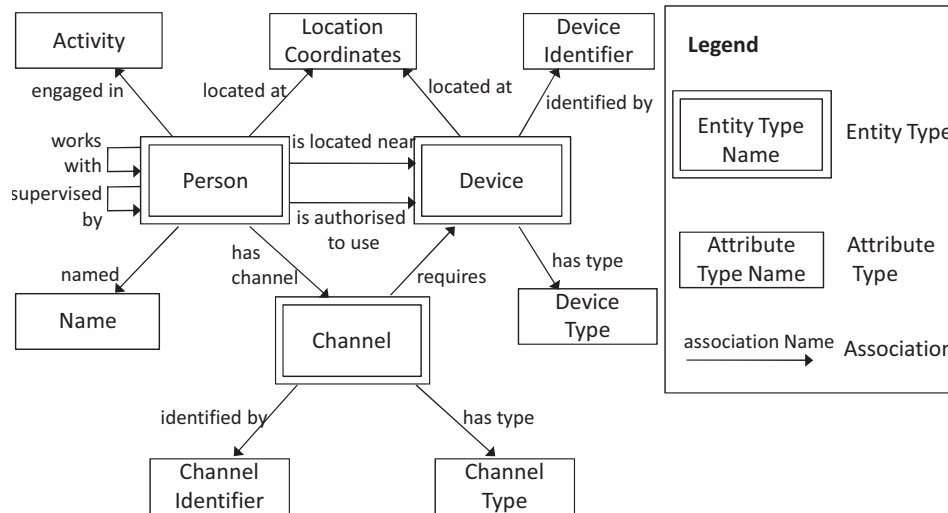 Activity
Location
Coordinates
Device
Identifier
Legend
engaged in
located at
located at
identified by
works
with
is located near
Entity Type
Name
Entity Type
Person
Device
supervised
by
is authorised
to use
named
has
channel
requires
has type
Attribute
Type Name
Attribute
Type
Name
Channel
Device
Type
association Name
Association
identified by
has type
Channel
Identifier
Channel
Type